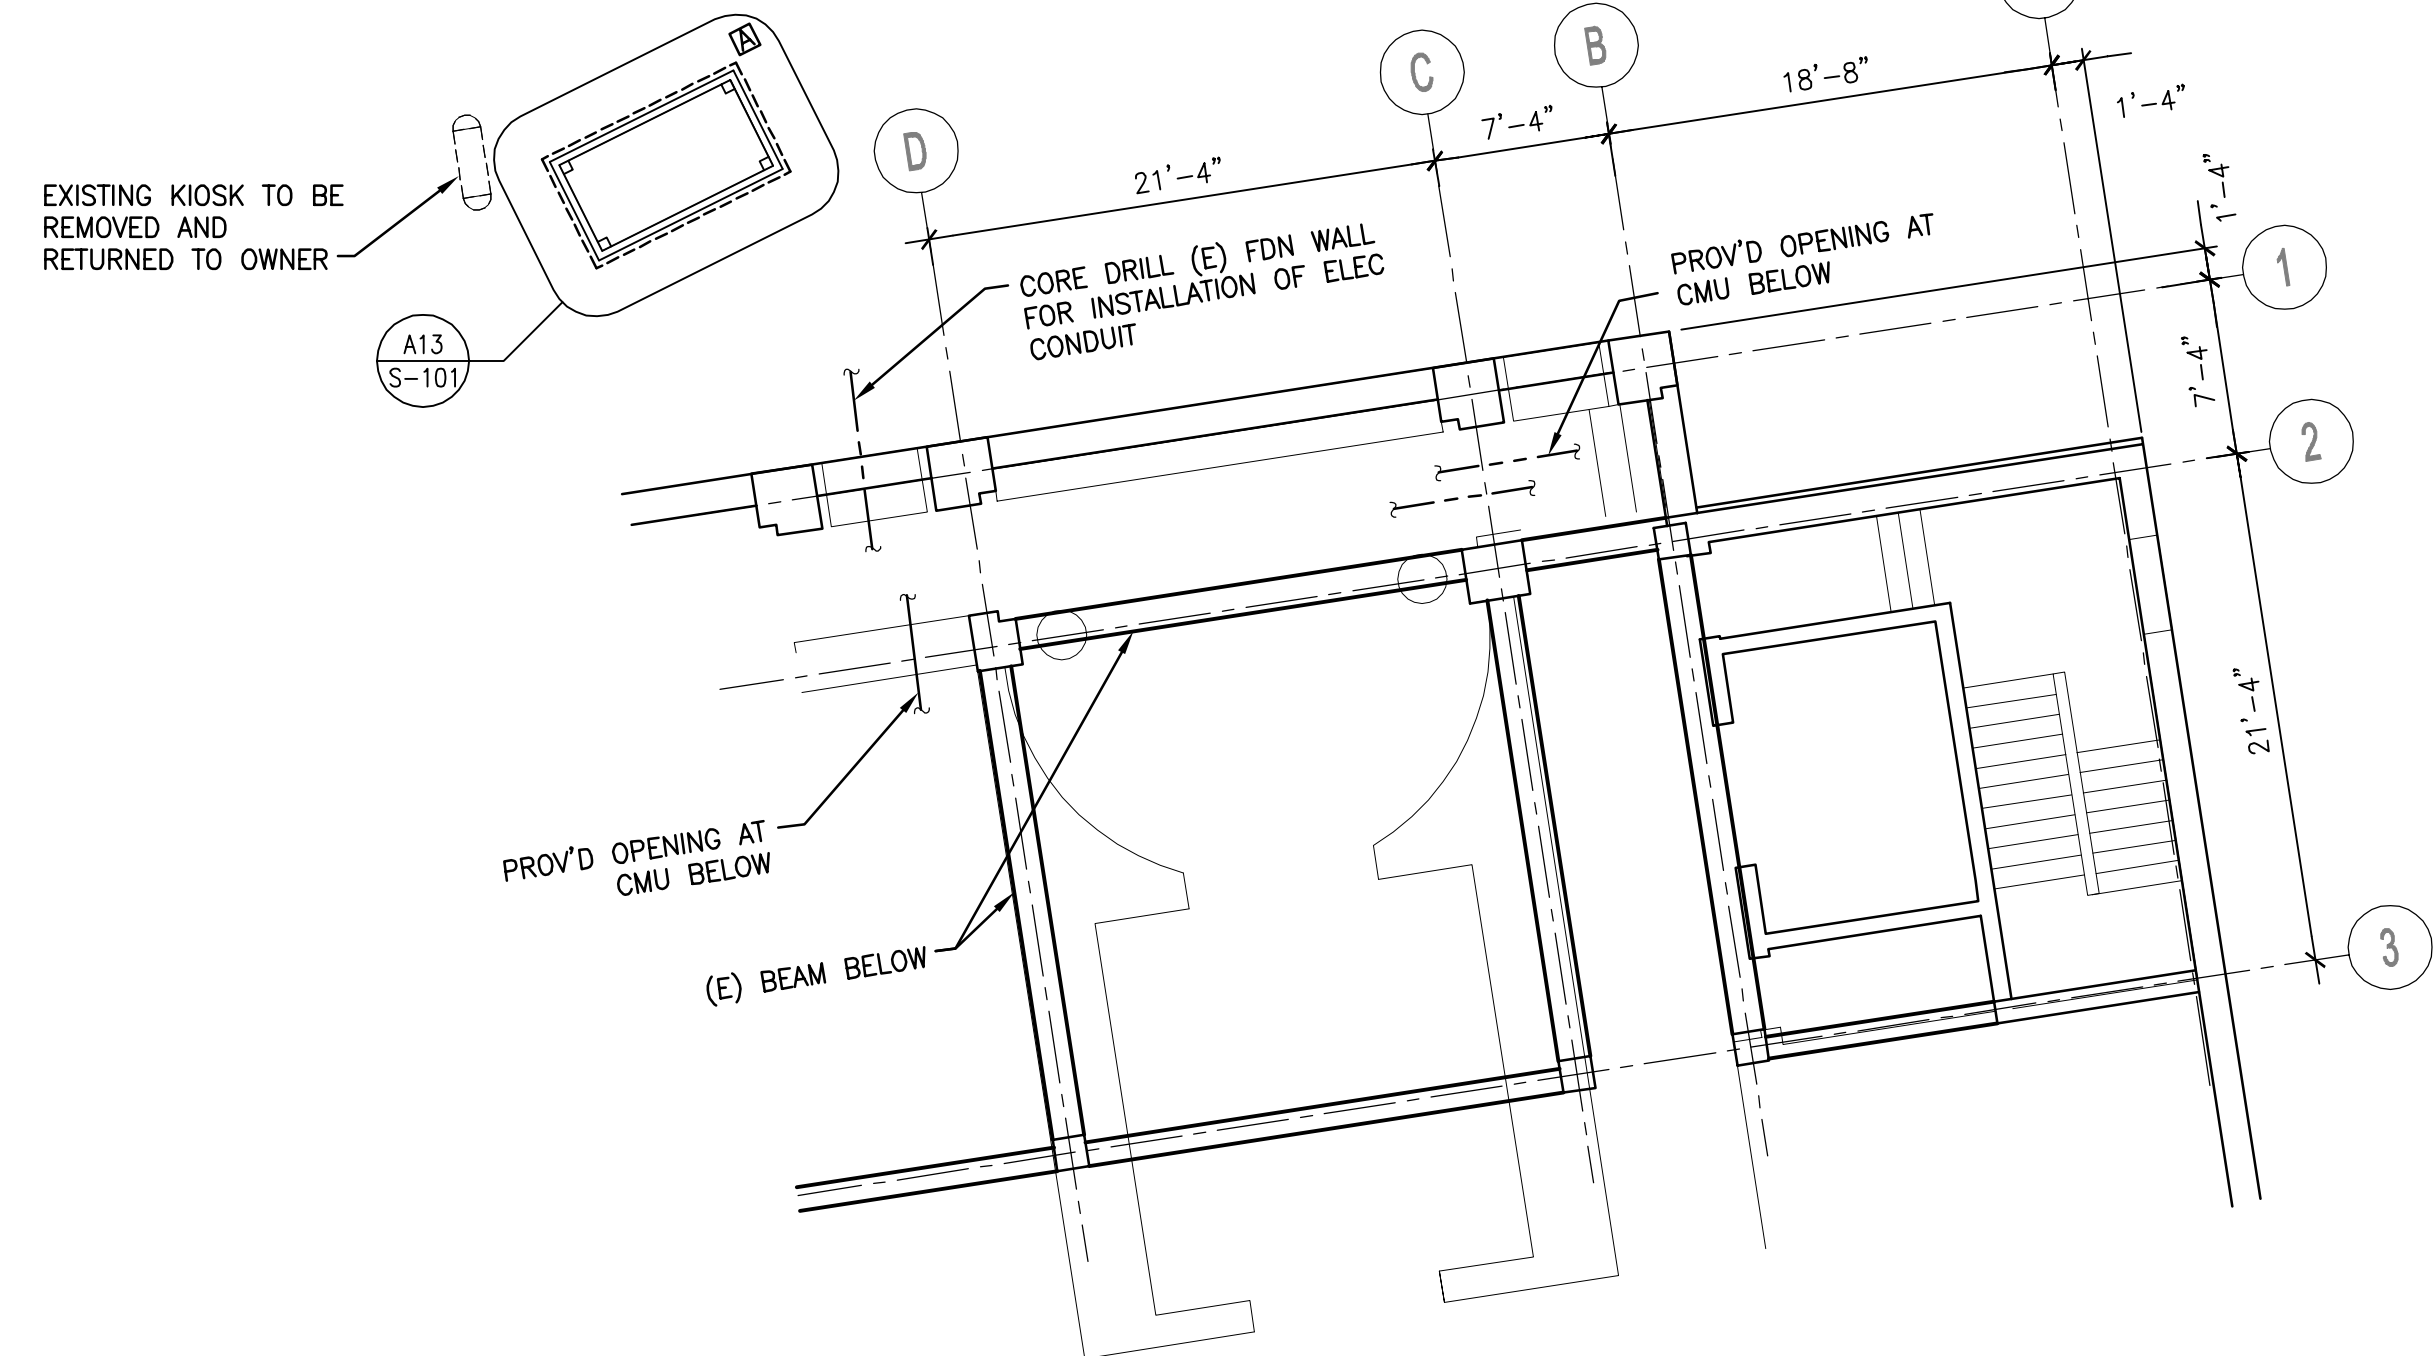 A
C
B
D
18'-8"
7'-4"
1'-4"
21'-4"
1'-4"
EXISTING KIOSK TO BE
REMOVED AND
RETURNED TO OWNER
CORE DRILL (E) FDN WALL
FOR INSTALLATION OF ELEC
CONDUIT
PROV'D OPENING AT
CMU BELOW
1
A13
S-101
7'-4"
2
21'-4"
PROV'D OPENING AT
CMU BELOW
(E) BEAM BELOW
3